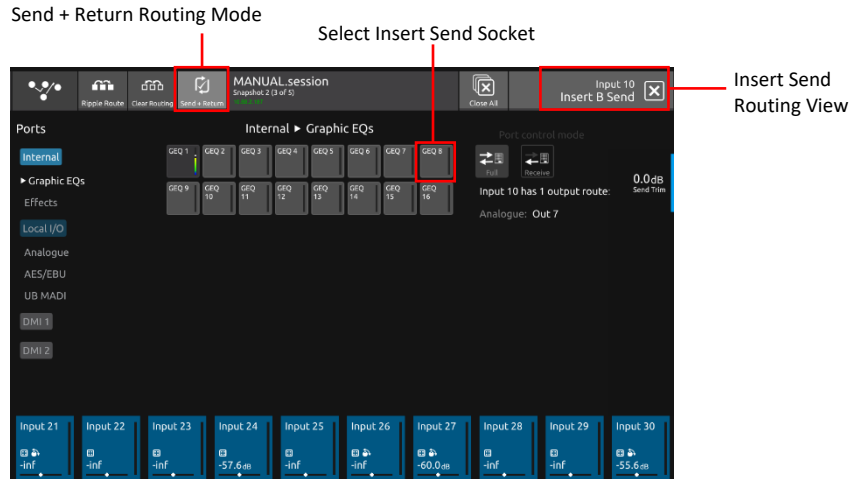 Send + Return Routing Mode
Select Insert Send Socket
Insert Send
Routing View
Ripple Route
Clear Routing
Send + Return
MANUAL.session
Snapshot 2 (3 of 5)
Close All
Input 10
Insert B Send
Ports
Internal ► Graphic EQs
Port control mode
Internal
► Graphic EQs
Effects
Local I/O
Analogue
AES/EBU
UB MADI
DMI 1
DMI 2
GEQ 1
GEQ 2
GEQ 3
GEQ 4
GEQ 5
GEQ 6
GEQ 7
GEQ 8
GEQ 9
GEQ 10
GEQ 11
GEQ 12
GEQ 13
GEQ 14
GEQ 15
GEQ 16
Full
Receive
Input 10 has 1 output route:
Analogue: Out 7
0.0dB
Send Trim
Input 21
-inf
Input 22
-inf
Input 23
-inf
Input 24
-57.6dB
Input 25
-inf
Input 26
-inf
Input 27
-60.0dB
Input 28
-inf
Input 29
-inf
Input 30
-55.6dB